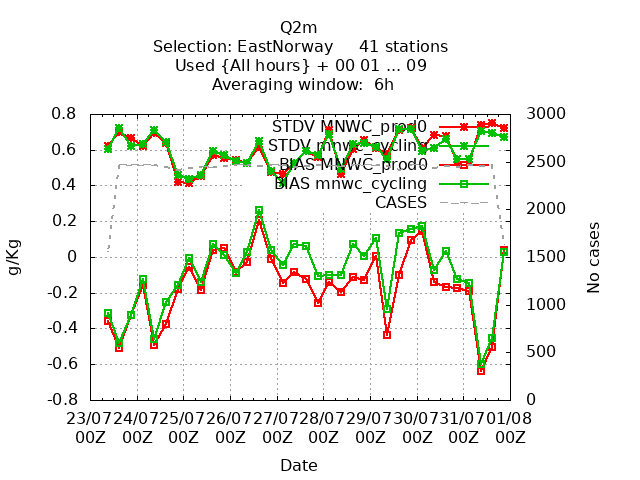 Q2m
Selection: EastNorway     41 stations
Used {All hours} + 00 01 ... 09
Averaging window:  6h
0.8
0.6
0.4
0.2
0
-0.2
-0.4
-0.6
-0.8
g/Kg
STDV MNWC_prod0
STDV mnwc_cycling
BIAS MNWC_prod0
BIAS mnwc_cycling
CASES
3000
2500
2000
1500
1000
500
0
No cases
23/07 24/07 25/07 26/07 27/07 28/07 29/07 30/07 31/07 01/08
00Z 00Z 00Z 00Z 00Z 00Z 00Z 00Z 00Z 00Z
Date